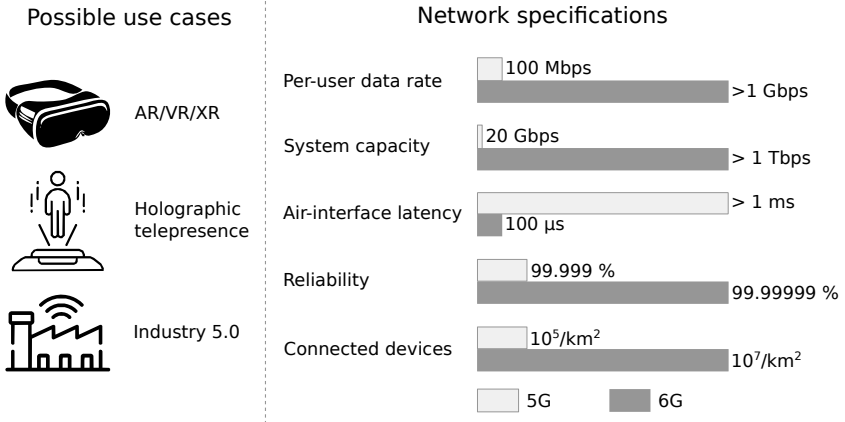 Possible use cases
AR/VR/XR
Holographic
telepresence
Industry 5.0
Network specifications
Per-user data rate
100 Mbps
>1 Gbps
System capacity
20 Gbps
> 1 Tbps
Air-interface latency
> 1 ms
100 µs
Reliability
99.999 %
99.99999 %
Connected devices
10⁵/km²
10⁷/km²
5G
6G